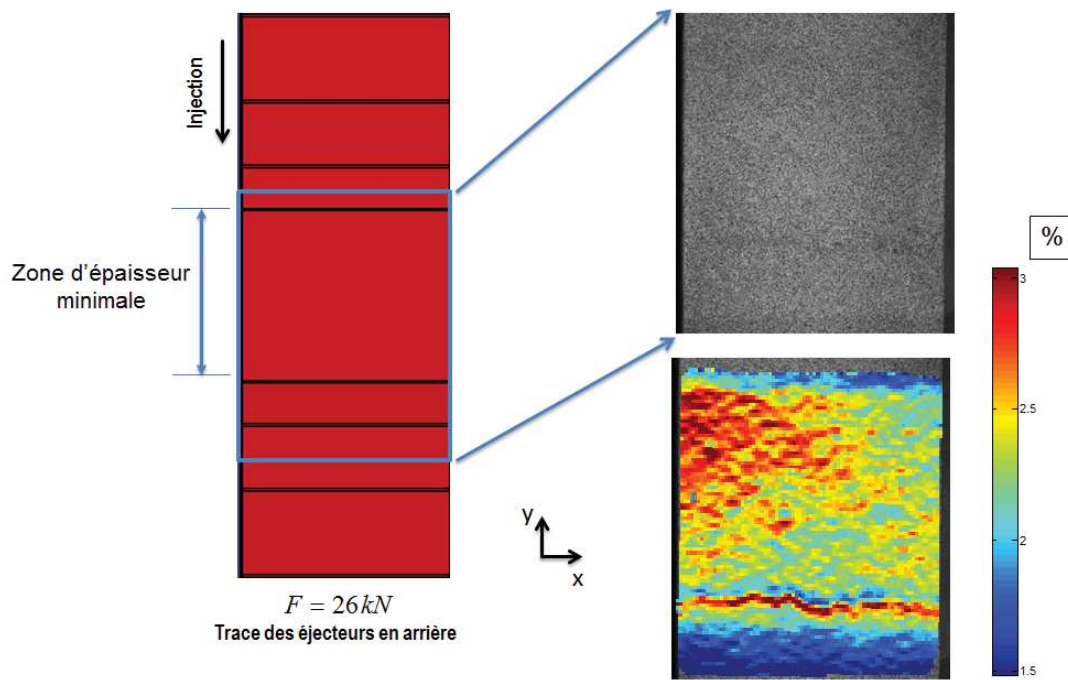 Injection
Zone d'épaisseur
minimale
F = 26kN
Trace des éjecteurs en arrière
y
x
%
3
2.5
2
1.5